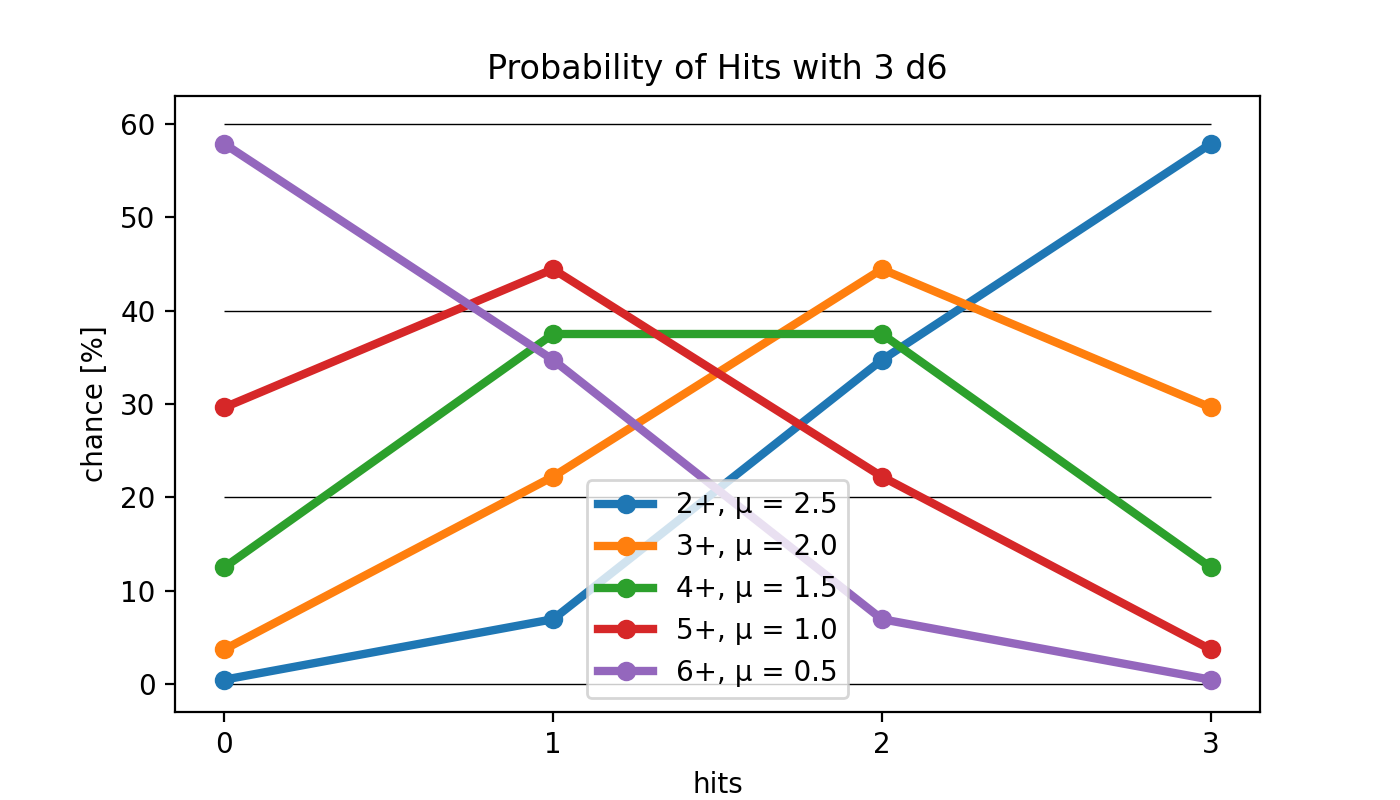 Probability of Hits with 3 d6
chance [%]
60
50
40
30
20
10
0
2+, μ = 2.5
3+, μ = 2.0
4+, μ = 1.5
5+, μ = 1.0
6+, μ = 0.5
0 1 2 3
hits